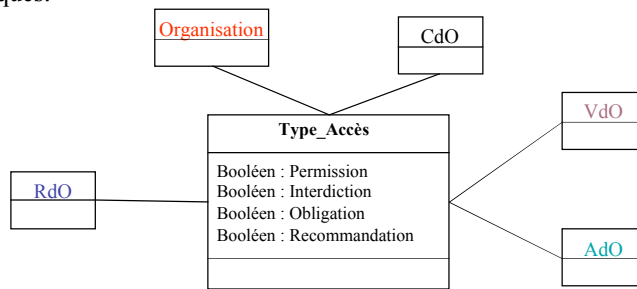 ques.
Organisation
CdO
Type_Accès
VdO
Booléen : Permission
Booléen : Interdiction
RdO
Booléen : Obligation
Booléen : Recommandation
AdO